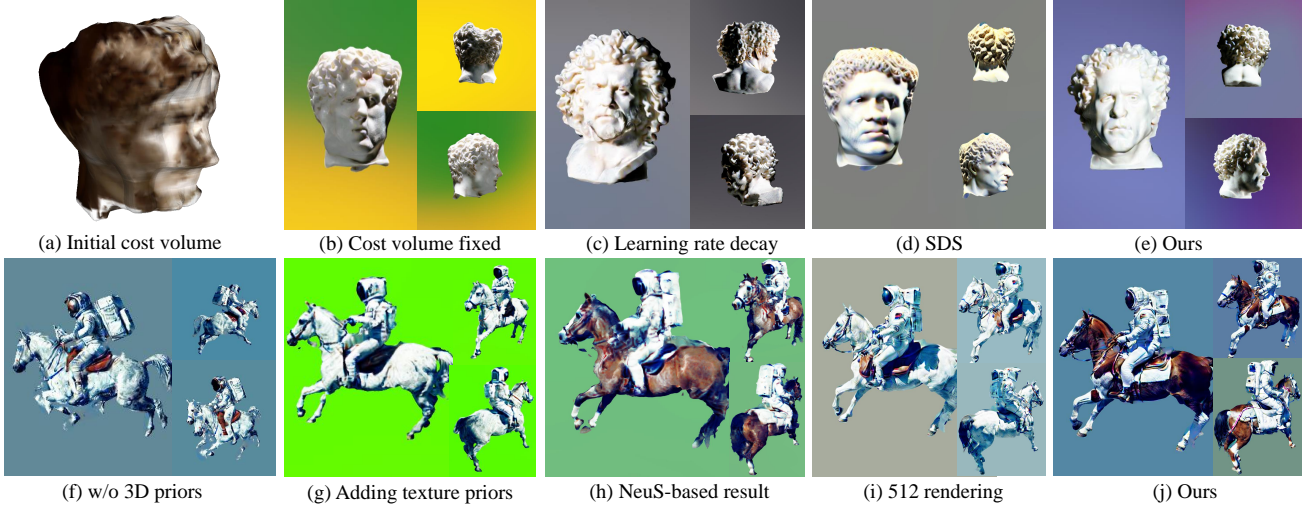 (a) Initial cost volume
(b) Cost volume fixed
(c) Learning rate decay
(d) SDS
(e) Ours
(f) w/o 3D priors
(g) Adding texture priors
(h) NeuS-based result
(i) 512 rendering
(j) Ours